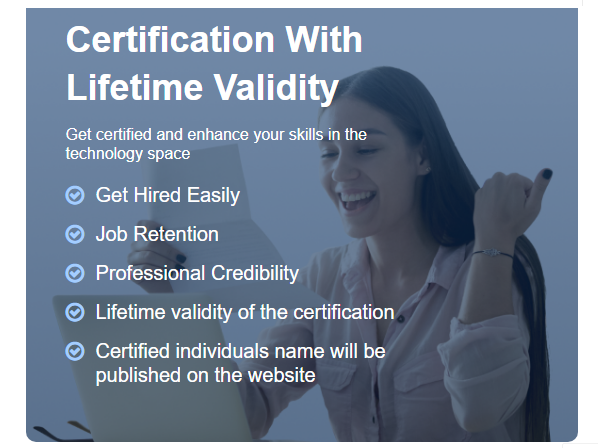 Certification With
Lifetime Validity
Get certified and enhance your skills in the
technology space
Get Hired Easily
Job Retention
Professional Credibility
Lifetime validity of the certification
Certified individuals name will be
published on the website